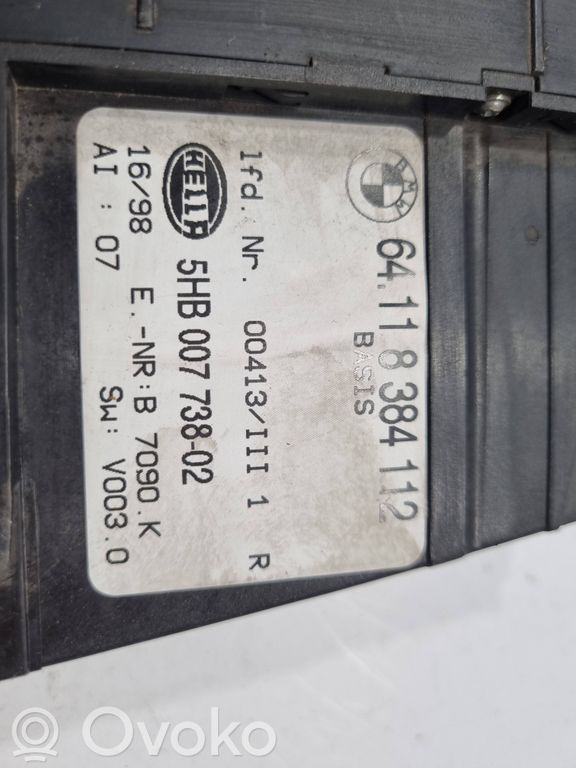 BMW 64.11 8 384 112
BASIS
lfd. Nr. 00413/III 1 R
HELLA 5HB 007 738-02
16/98 E.-NR:B 7090.K
AI : 07 SW: V003.0
Ovoko